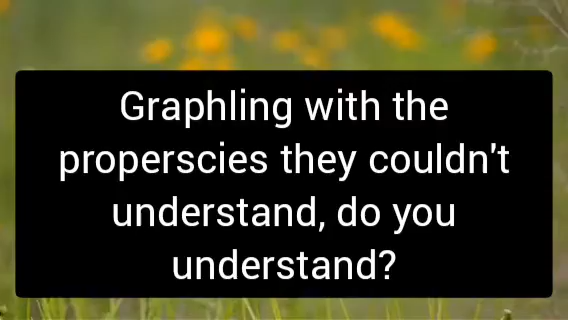 Graphling with the
properscies they couldn't
understand, do you
understand?